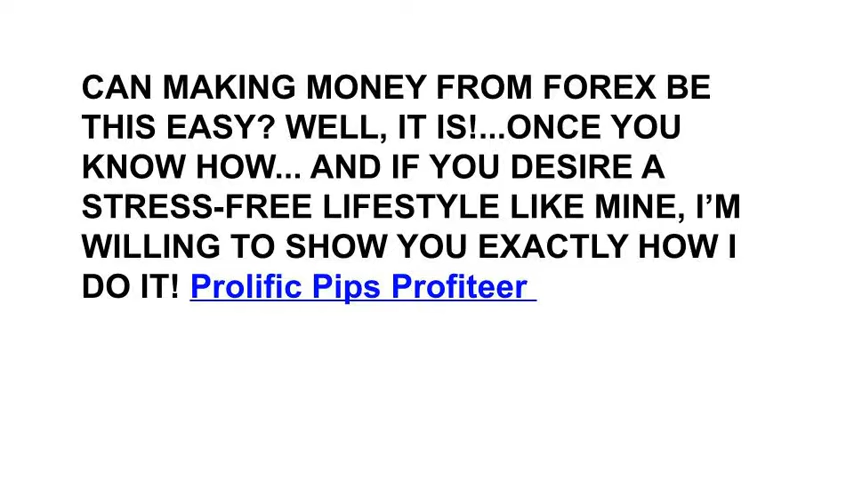 CAN MAKING MONEY FROM FOREX BE
THIS EASY? WELL, IT IS!...ONCE YOU
KNOW HOW... AND IF YOU DESIRE A
STRESS-FREE LIFESTYLE LIKE MINE, I’M
WILLING TO SHOW YOU EXACTLY HOW I
DO IT! Prolific Pips Profiteer